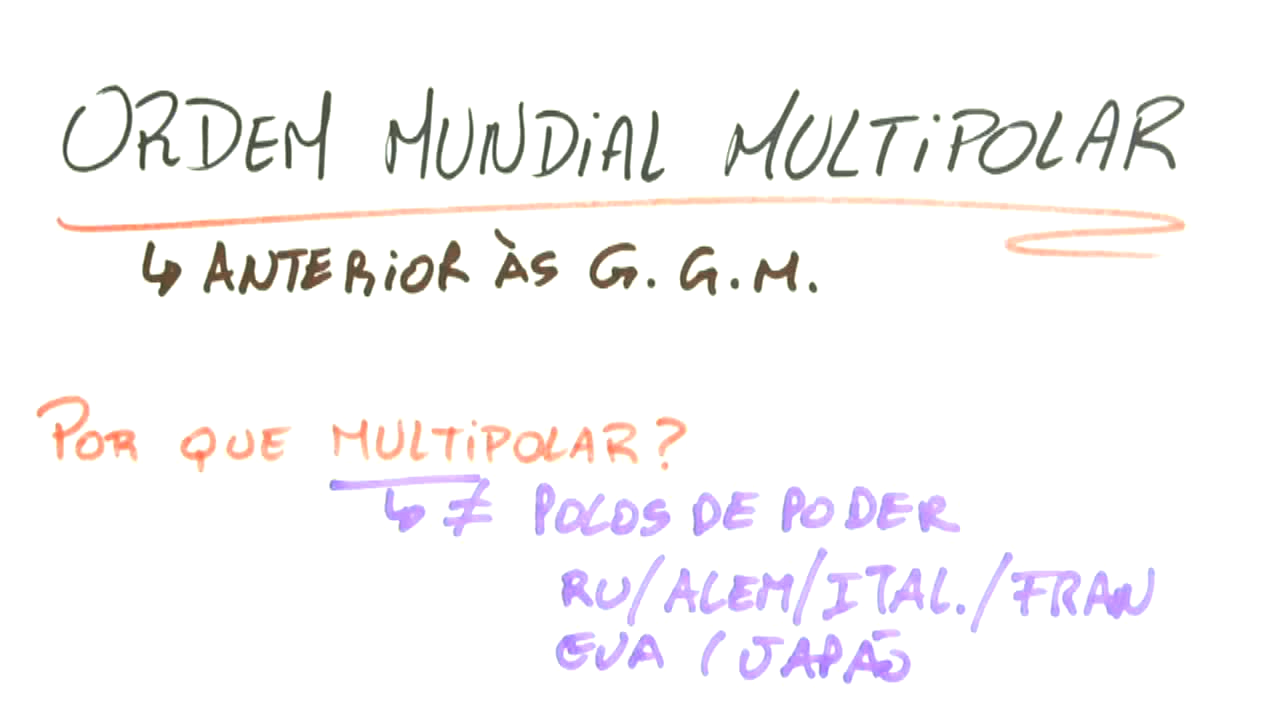 ORDEM MUNDIAL MULTIPOLAR
↳ ANTERIOR ÀS G. G. M.
POR QUE MULTIPOLAR?
↳ ≠ POLOS DE PODER
RU/ALEM/ITAL./FRAN
EUA / JAPÃO